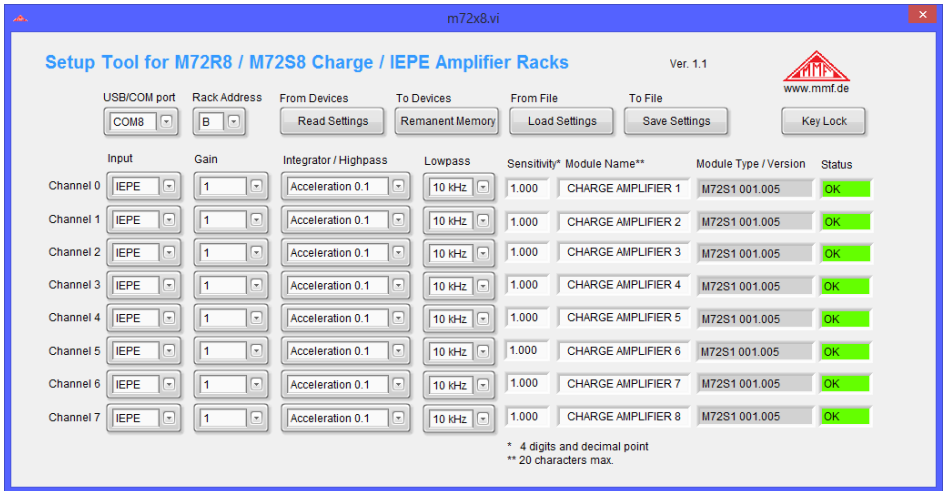 m72x8.vi
Setup Tool for M72R8 / M72S8 Charge / IEPE Amplifier Racks
Ver. 1.1
www.mmf.de
USB/COM port Rack Address From Devices To Devices From File To File
COM8 B Read Settings Remanent Memory Load Settings Save Settings Key Lock
Input Gain Integrator / Highpass Lowpass Sensitivity* Module Name** Module Type / Version Status
Channel 0 IEPE 1 Acceleration 0.1 10 kHz 1.000 CHARGE AMPLIFIER 1 M72S1 001.005 OK
Channel 1 IEPE 1 Acceleration 0.1 10 kHz 1.000 CHARGE AMPLIFIER 2 M72S1 001.005 OK
Channel 2 IEPE 1 Acceleration 0.1 10 kHz 1.000 CHARGE AMPLIFIER 3 M72S1 001.005 OK
Channel 3 IEPE 1 Acceleration 0.1 10 kHz 1.000 CHARGE AMPLIFIER 4 M72S1 001.005 OK
Channel 4 IEPE 1 Acceleration 0.1 10 kHz 1.000 CHARGE AMPLIFIER 5 M72S1 001.005 OK
Channel 5 IEPE 1 Acceleration 0.1 10 kHz 1.000 CHARGE AMPLIFIER 6 M72S1 001.005 OK
Channel 6 IEPE 1 Acceleration 0.1 10 kHz 1.000 CHARGE AMPLIFIER 7 M72S1 001.005 OK
Channel 7 IEPE 1 Acceleration 0.1 10 kHz 1.000 CHARGE AMPLIFIER 8 M72S1 001.005 OK
* 4 digits and decimal point
** 20 characters max.